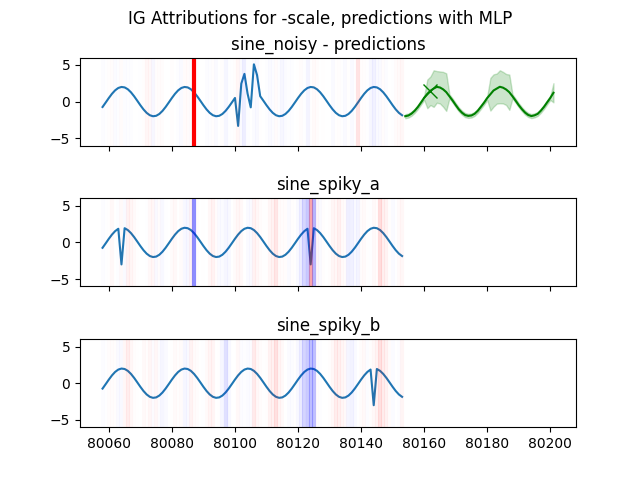 IG Attributions for -scale, predictions with MLP
sine_noisy - predictions
5
0
−5
sine_spiky_a
5
0
−5
sine_spiky_b
5
0
−5
80060 80080 80100 80120 80140 80160 80180 80200